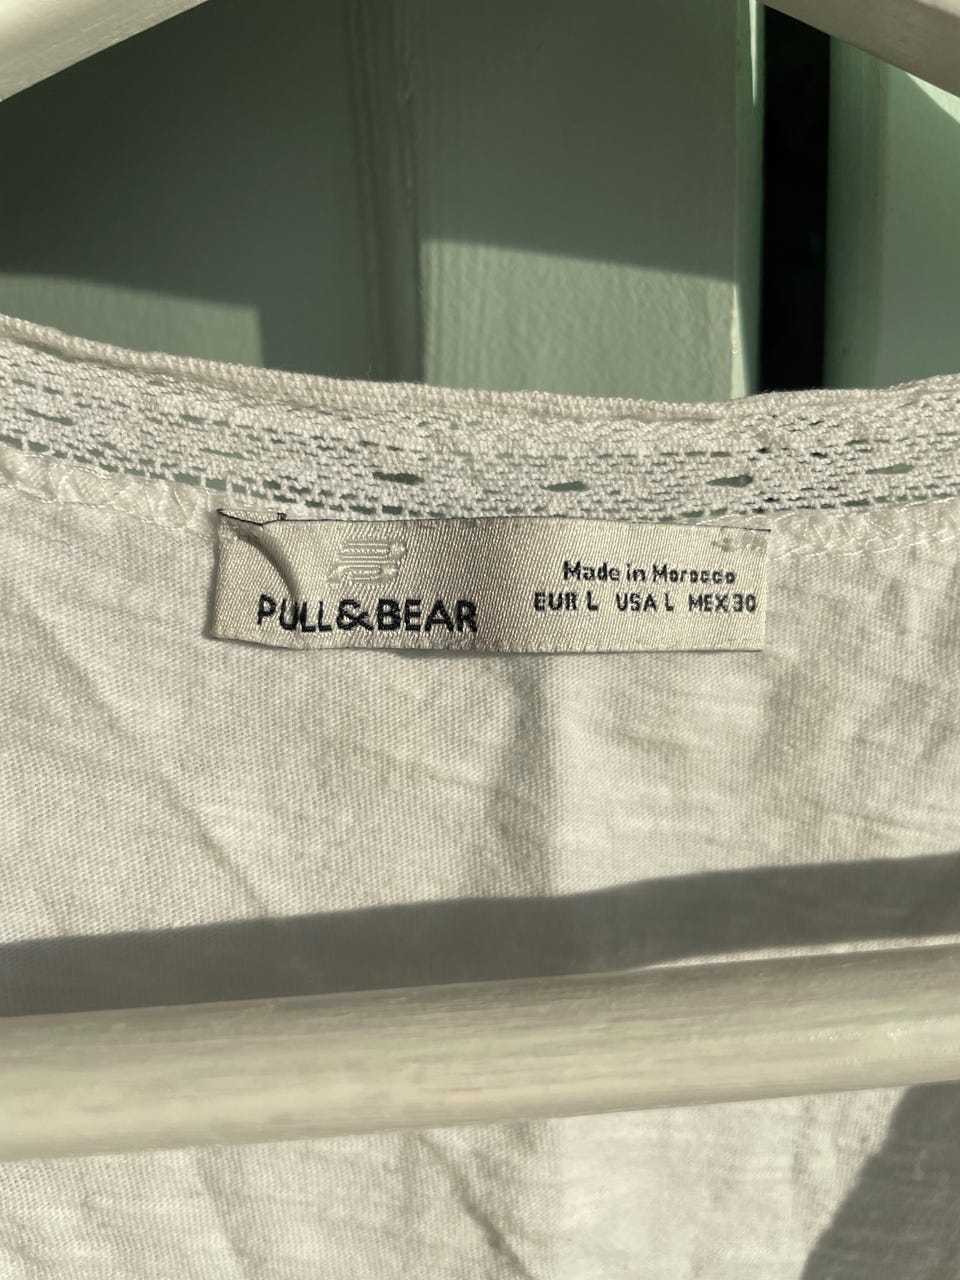 PULL&BEAR
Made in Morocco
EUR L USA L MEX 30